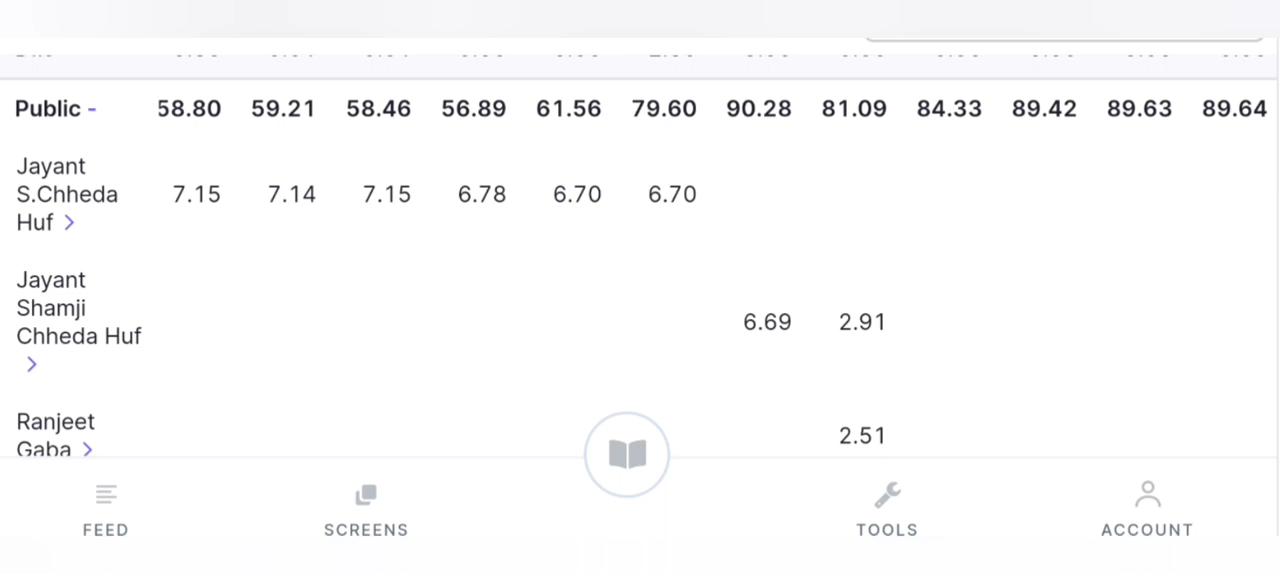 Public - 58.80 59.21 58.46 56.89 61.56 79.60 90.28 81.09 84.33 89.42 89.63 89.64
Jayant
S.Chheda 7.15 7.14 7.15 6.78 6.70 6.70
Huf >
Jayant
Shamji 6.69 2.91
Chheda Huf
>
Ranjeet 2.51
Gaba >
FEED SCREENS TOOLS ACCOUNT